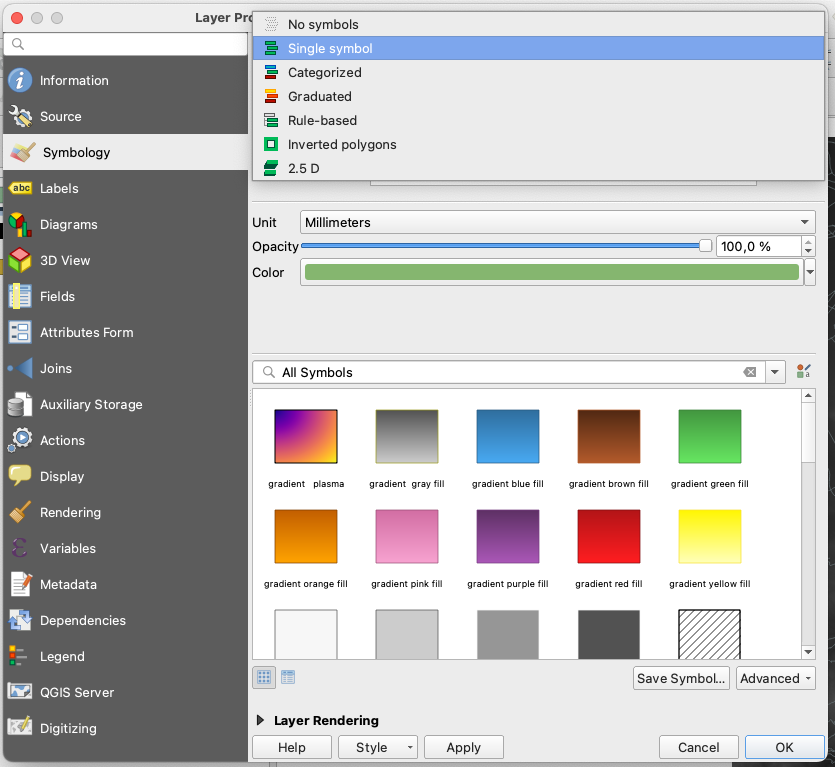 Layer Pro
No symbols
Single symbol
Categorized
Graduated
Rule-based
Inverted polygons
2.5 D
Information
Source
Symbology
abc
Labels
Diagrams
3D View
Fields
Attributes Form
Joins
Auxiliary Storage
Actions
Display
Rendering
ε
Variables
Metadata
Dependencies
Legend
QGIS Server
Digitizing
Unit
Millimeters
Opacity
100,0 %
Color
All Symbols
a
gradient plasma
gradient gray fill
gradient blue fill
gradient brown fill
gradient green fill
gradient orange fill
gradient pink fill
gradient purple fill
gradient red fill
gradient yellow fill
Save Symbol...
Advanced
Layer Rendering
Help
Style
Apply
Cancel
OK